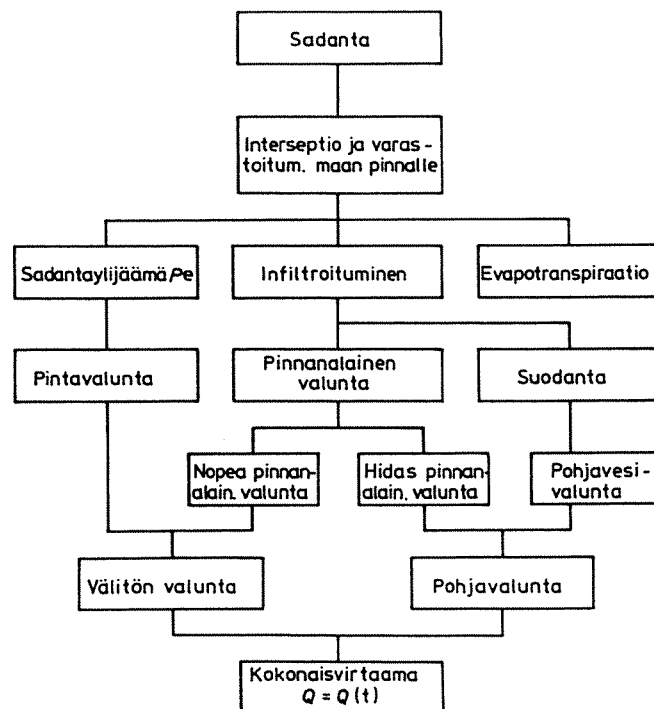 Sadanta
Interseptio ja varas-
toitum. maan pinnalle
Sadantaylijäämä Pe
Infiltroituminen
Evapotranspiraatio
Pintavalunta
Pinnanalainen
valunta
Suodanta
Nopea pinnan-
alain. valunta
Hidas pinnan-
alain. valunta
Pohjavesi-
valunta
Välitön valunta
Pohjavalunta
Kokonaisvirtaama
Q = Q(t)